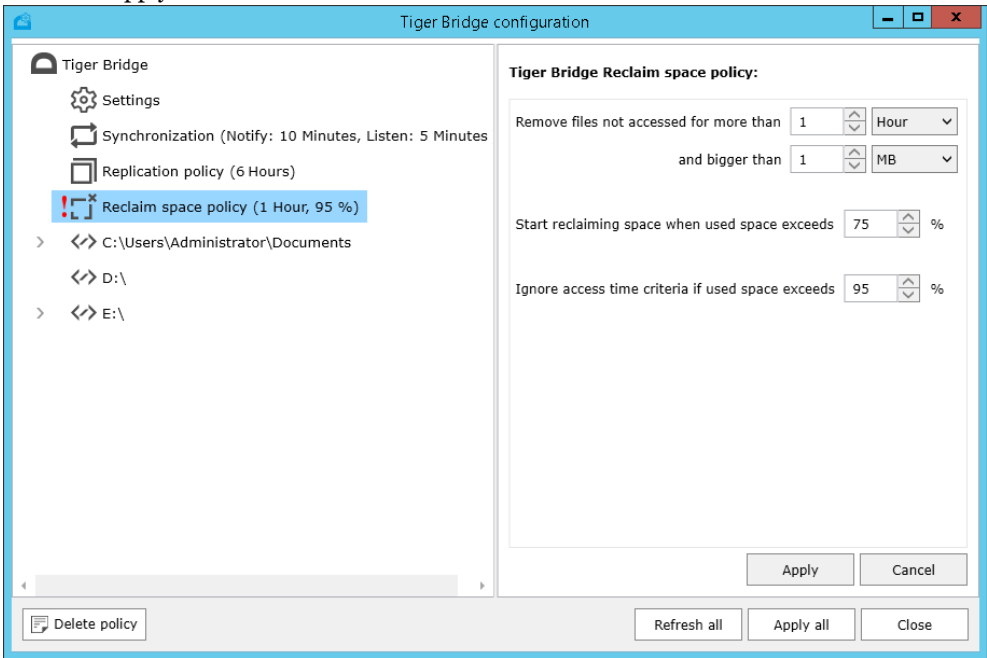 Tiger Bridge configuration
Tiger Bridge
Settings
Synchronization (Notify: 10 Minutes, Listen: 5 Minutes
Replication policy (6 Hours)
Reclaim space policy (1 Hour, 95 %)
C:\Users\Administrator\Documents
D:\
E:\
Tiger Bridge Reclaim space policy:
Remove files not accessed for more than 1 Hour
and bigger than 1 MB
Start reclaiming space when used space exceeds 75 %
Ignore access time criteria if used space exceeds 95 %
Apply Cancel
Delete policy Refresh all Apply all Close